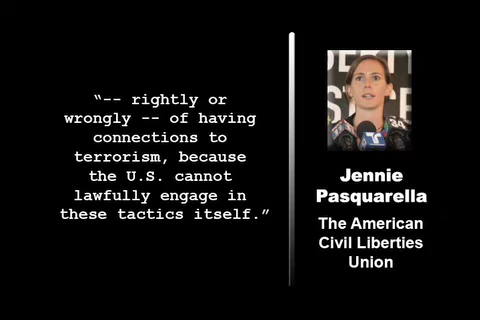 “-- rightly or
wrongly -- of having
connections to
terrorism, because
the U.S. cannot
lawfully engage in
these tactics itself.”
Jennie
Pasquarella
The American
Civil Liberties
Union